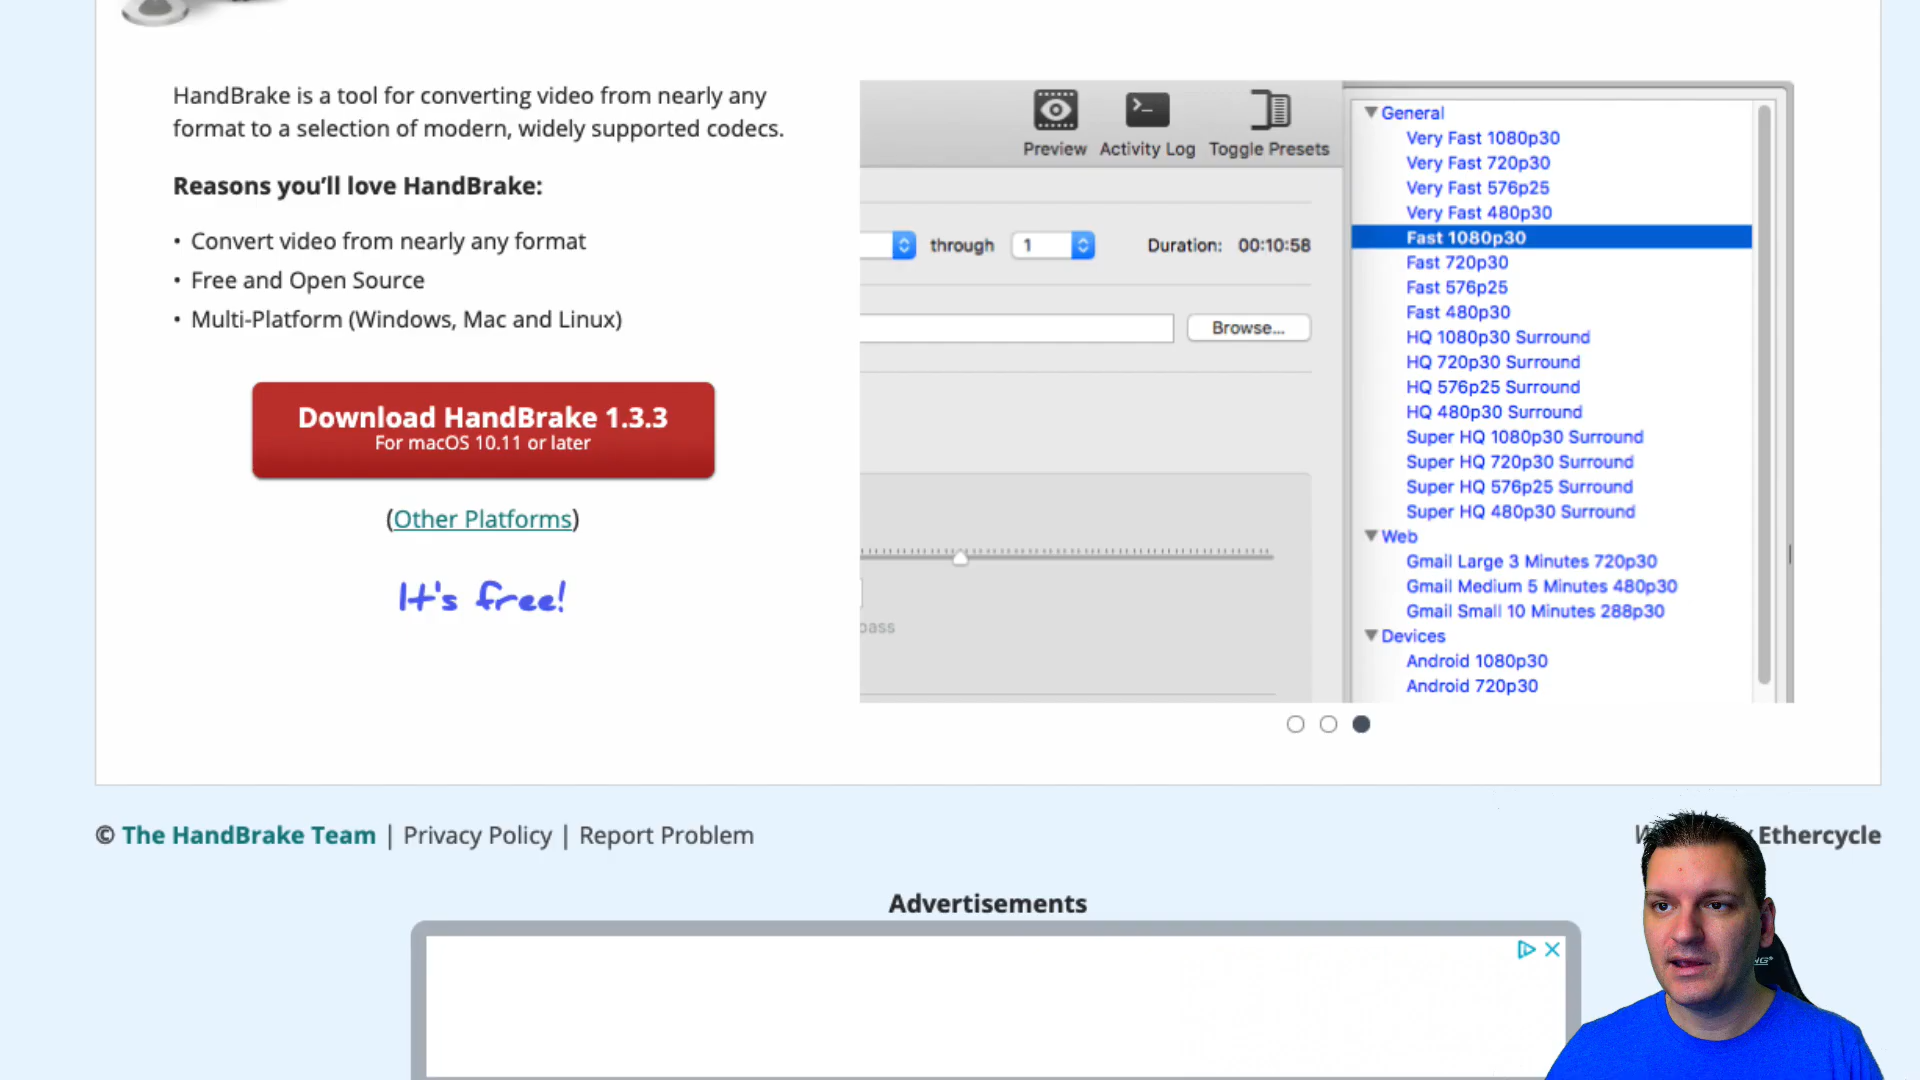 HandBrake is a tool for converting video from nearly any
format to a selection of modern, widely supported codecs.
Reasons you'll love HandBrake:
• Convert video from nearly any format
• Free and Open Source
• Multi-Platform (Windows, Mac and Linux)
Download HandBrake 1.3.3
For macOS 10.11 or later
(Other Platforms)
It's free!
Preview Activity Log Toggle Presets
through 1 Duration: 00:10:58
Browse...
General
Very Fast 1080p30
Very Fast 720p30
Very Fast 576p25
Very Fast 480p30
Fast 1080p30
Fast 720p30
Fast 576p25
Fast 480p30
HQ 1080p30 Surround
HQ 720p30 Surround
HQ 576p25 Surround
HQ 480p30 Surround
Super HQ 1080p30 Surround
Super HQ 720p30 Surround
Super HQ 576p25 Surround
Super HQ 480p30 Surround
Web
Gmail Large 3 Minutes 720p30
Gmail Medium 5 Minutes 480p30
Gmail Small 10 Minutes 288p30
Devices
Android 1080p30
Android 720p30
© The HandBrake Team | Privacy Policy | Report Problem
Ethercycle
Advertisements